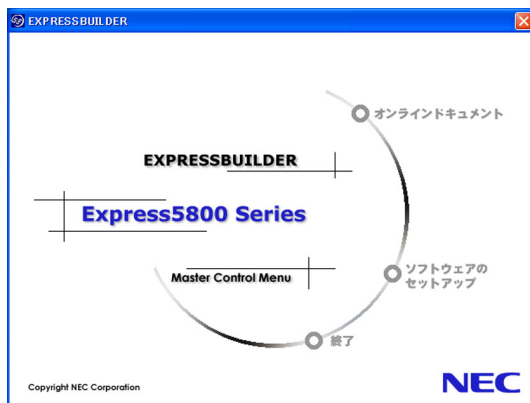 EXPRESSBUILDER
オンラインドキュメント
EXPRESSBUILDER
Express5800 Series
ソフトウェアの
セットアップ
Master Control Menu
終了
Copyright NEC Corporation
NEC